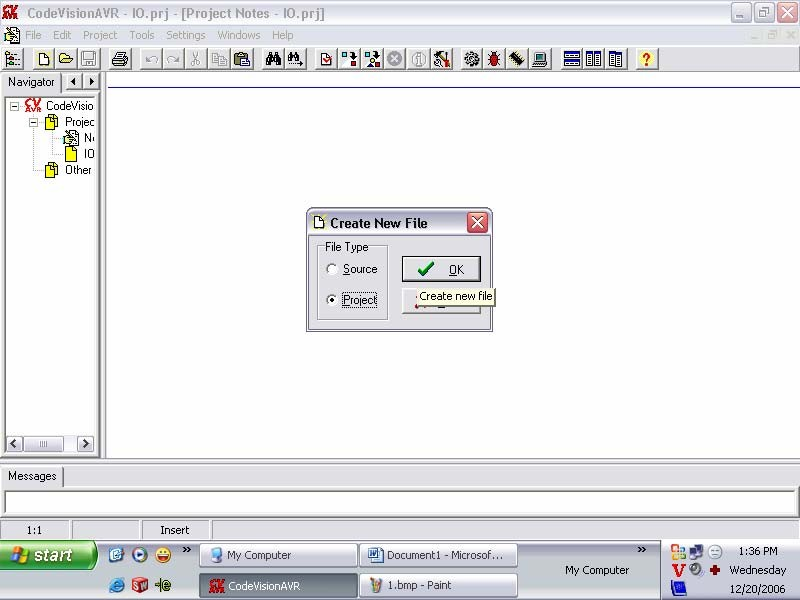 CodeVisionAVR - IO.prj - [Project Notes - IO.prj]
File Edit Project Tools Settings Windows Help
Navigator
CodeVisio
Projec
IO
Other
Create New File
File Type
Source
Project
OK
Create new file
Messages
1:1
Insert
start
My Computer
Document1 - Microsof...
My Computer
CodeVisionAVR
1.bmp - Paint
1:36 PM
Wednesday
12/20/2006